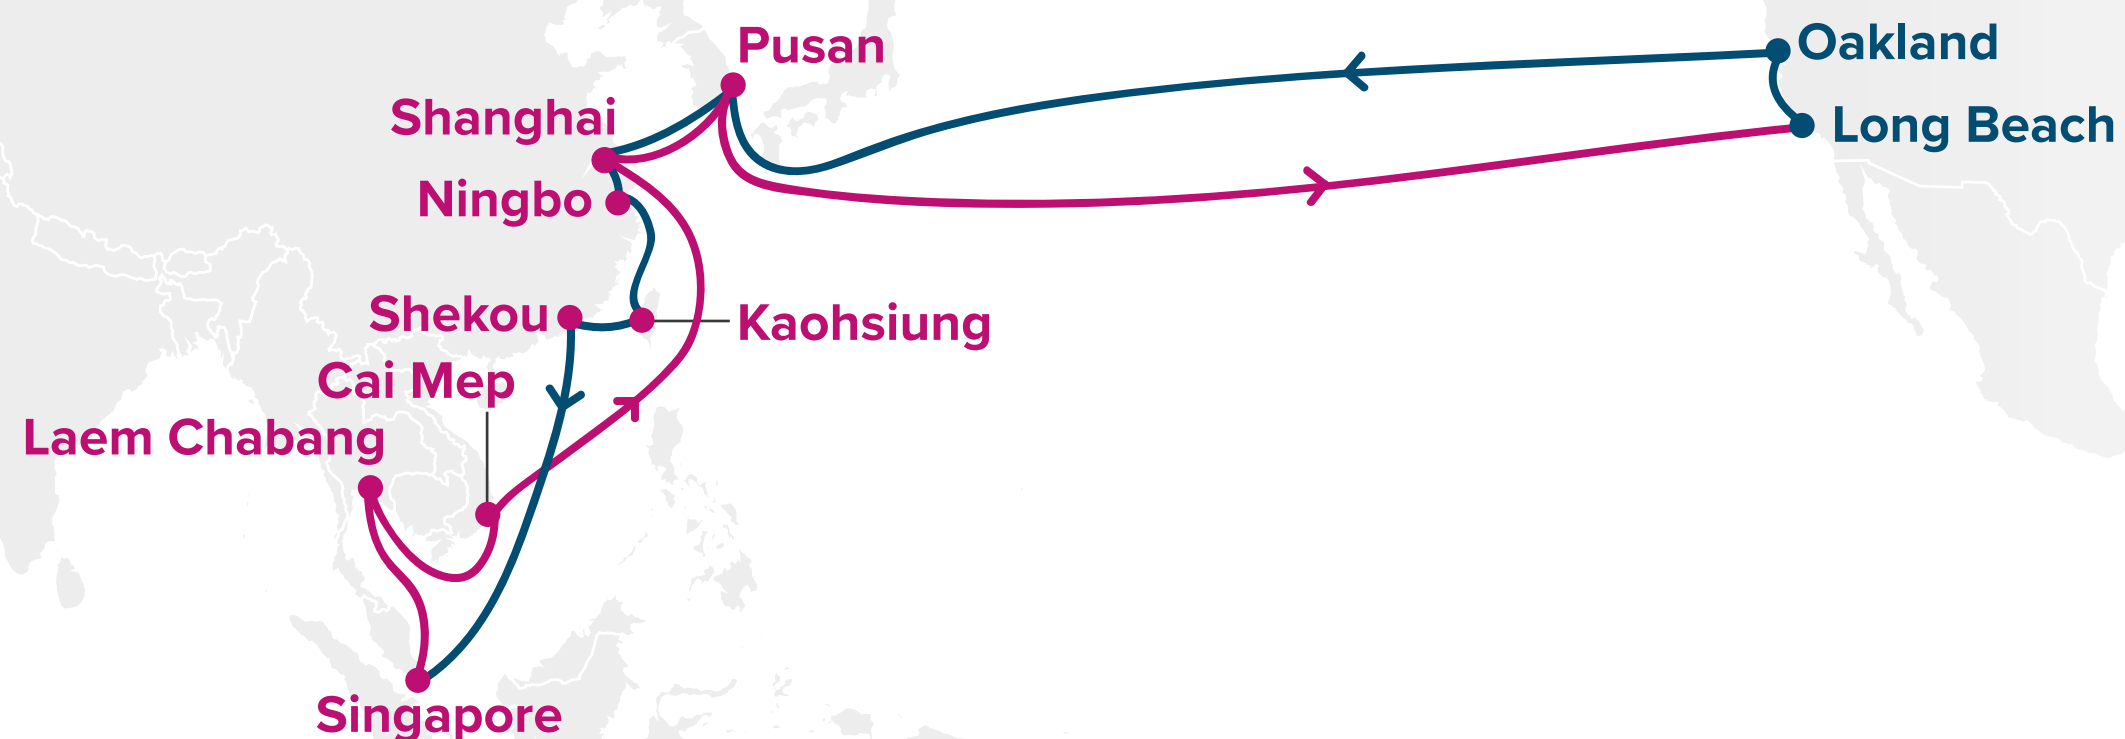 Pusan
Oakland
Shanghai
Long Beach
Ningbo
Shekou
Kaohsiung
Cai Mep
Laem Chabang
Singapore